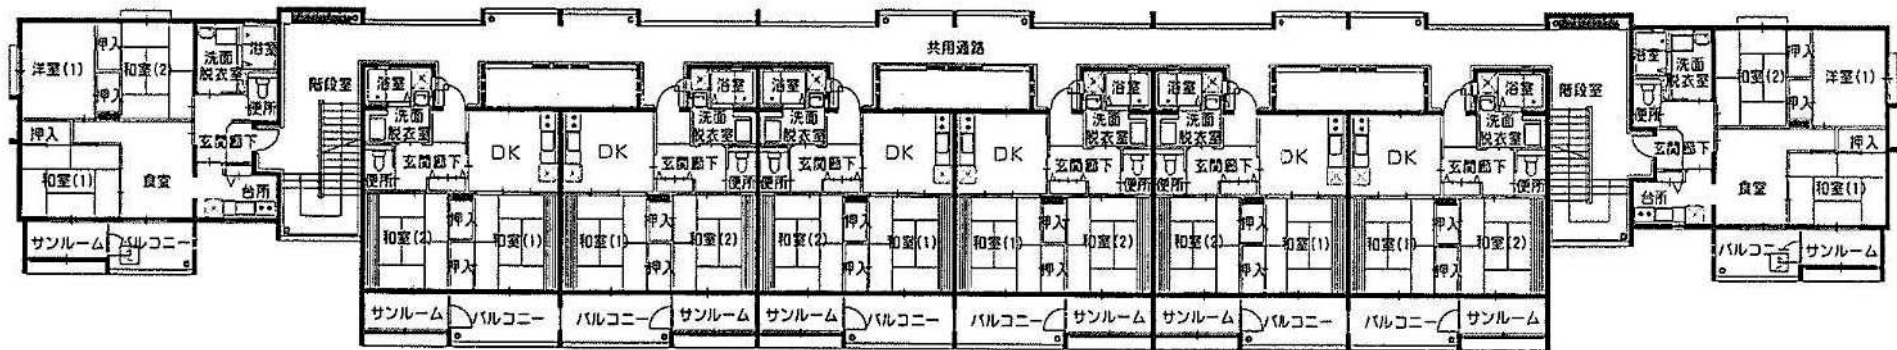 共用通路
洋室(1)
押入
和室(2)
押入
洗面
脱衣室
浴室
便所
階段室
押入
玄関廊下
和室(1)
食室
台所
サンルーム
バルコニー
浴室
洗面
脱衣室
便所
玄関廊下
DK
和室(2)
押入
押入
和室(1)
サンルーム
バルコニー
浴室
洗面
脱衣室
DK
玄関廊下
便所
和室(1)
押入
押入
和室(2)
バルコニー
サンルーム
浴室
洗面
脱衣室
便所
玄関廊下
DK
和室(2)
押入
押入
和室(1)
サンルーム
バルコニー
浴室
洗面
脱衣室
DK
玄関廊下
便所
和室(1)
押入
押入
和室(2)
バルコニー
サンルーム
浴室
洗面
脱衣室
便所
玄関廊下
DK
和室(2)
押入
押入
和室(1)
サンルーム
バルコニー
浴室
洗面
脱衣室
DK
玄関廊下
便所
和室(1)
押入
押入
和室(2)
バルコニー
サンルーム
階段室
浴室
洗面
脱衣室
便所
和室(2)
押入
押入
洋室(1)
玄関廊下
押入
台所
食室
和室(1)
バルコニー
サンルーム